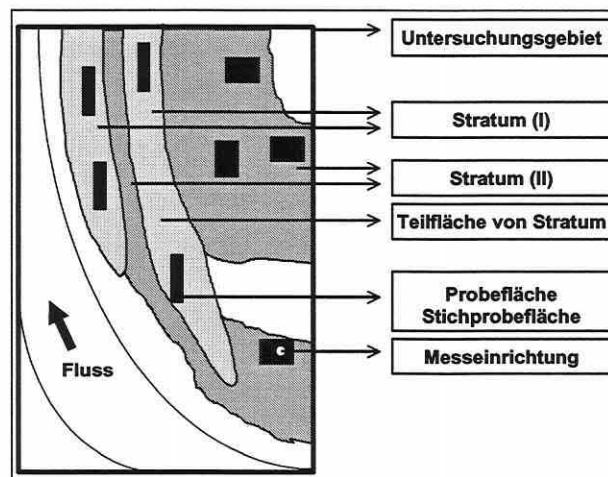 Untersuchungsgebiet
Stratum (I)
Stratum (II)
Teilfläche von Stratum
Probefläche
Stichprobefläche
Messeinrichtung
Fluss